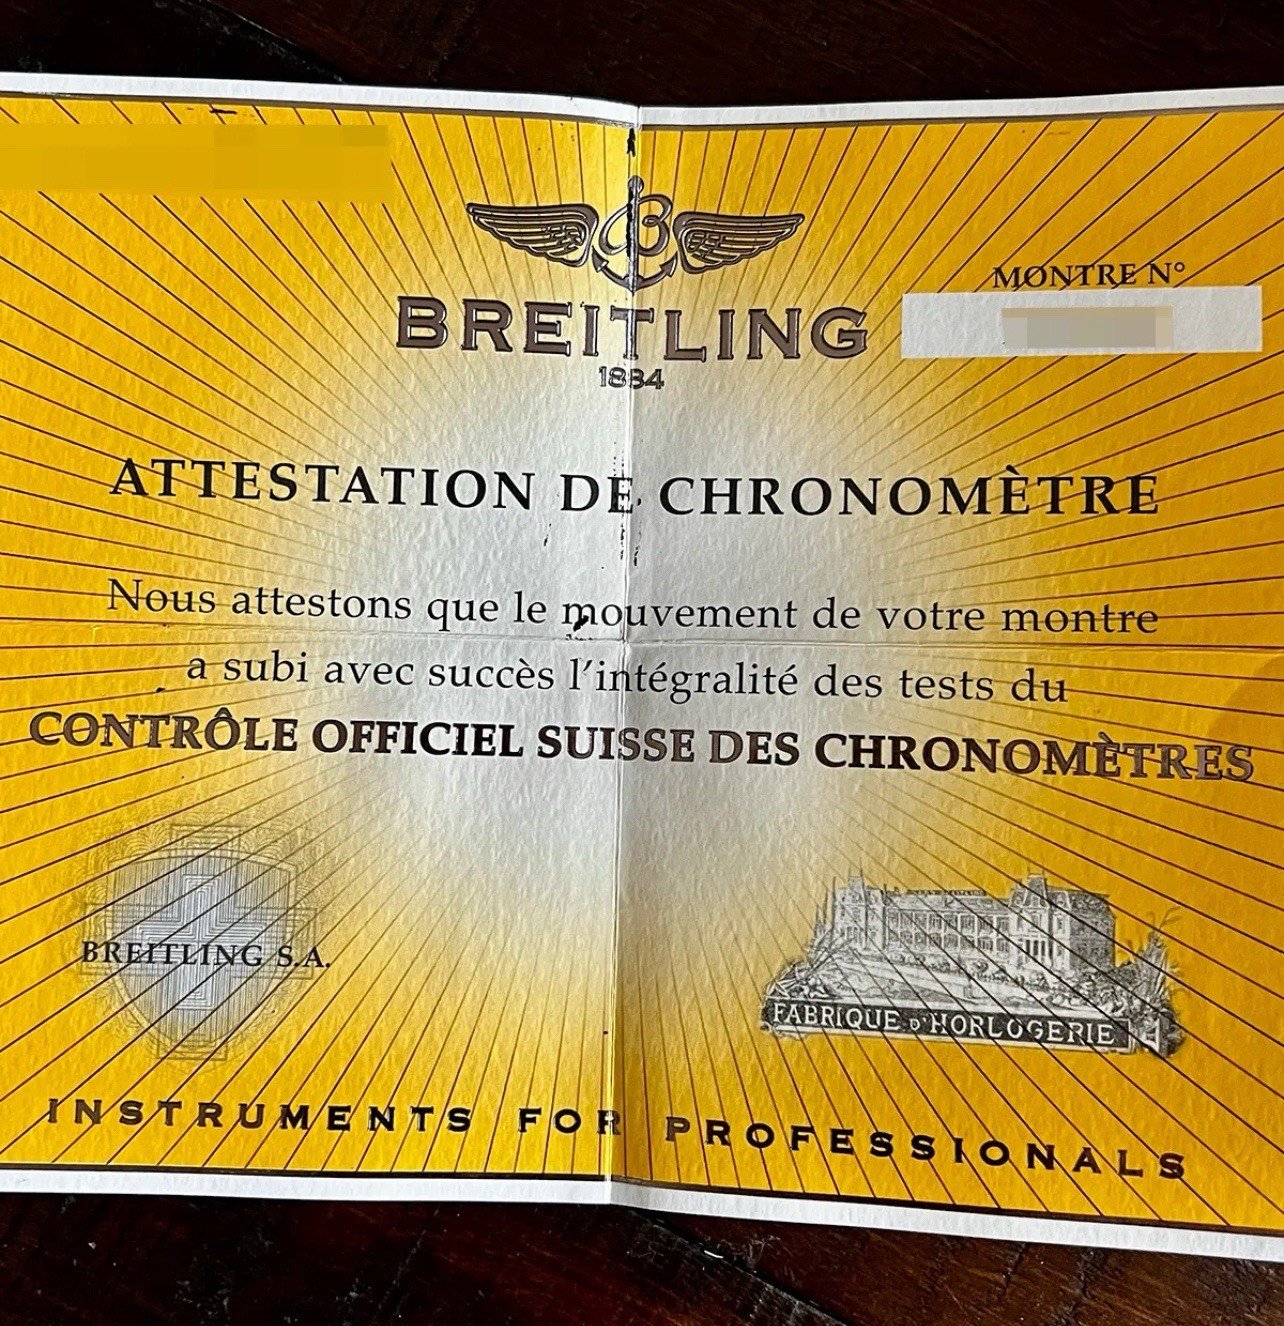 BREITLING
1884
MONTRE N°
ATTESTATION DE CHRONOMÈTRE
Nous attestons que le mouvement de votre montre
a subi avec succès l'intégralité des tests du
CONTRÔLE OFFICIEL SUISSE DES CHRONOMÈTRES
BREITLING S.A.
FABRIQUE D'HORLOGERIE
INSTRUMENTS FOR PROFESSIONALS